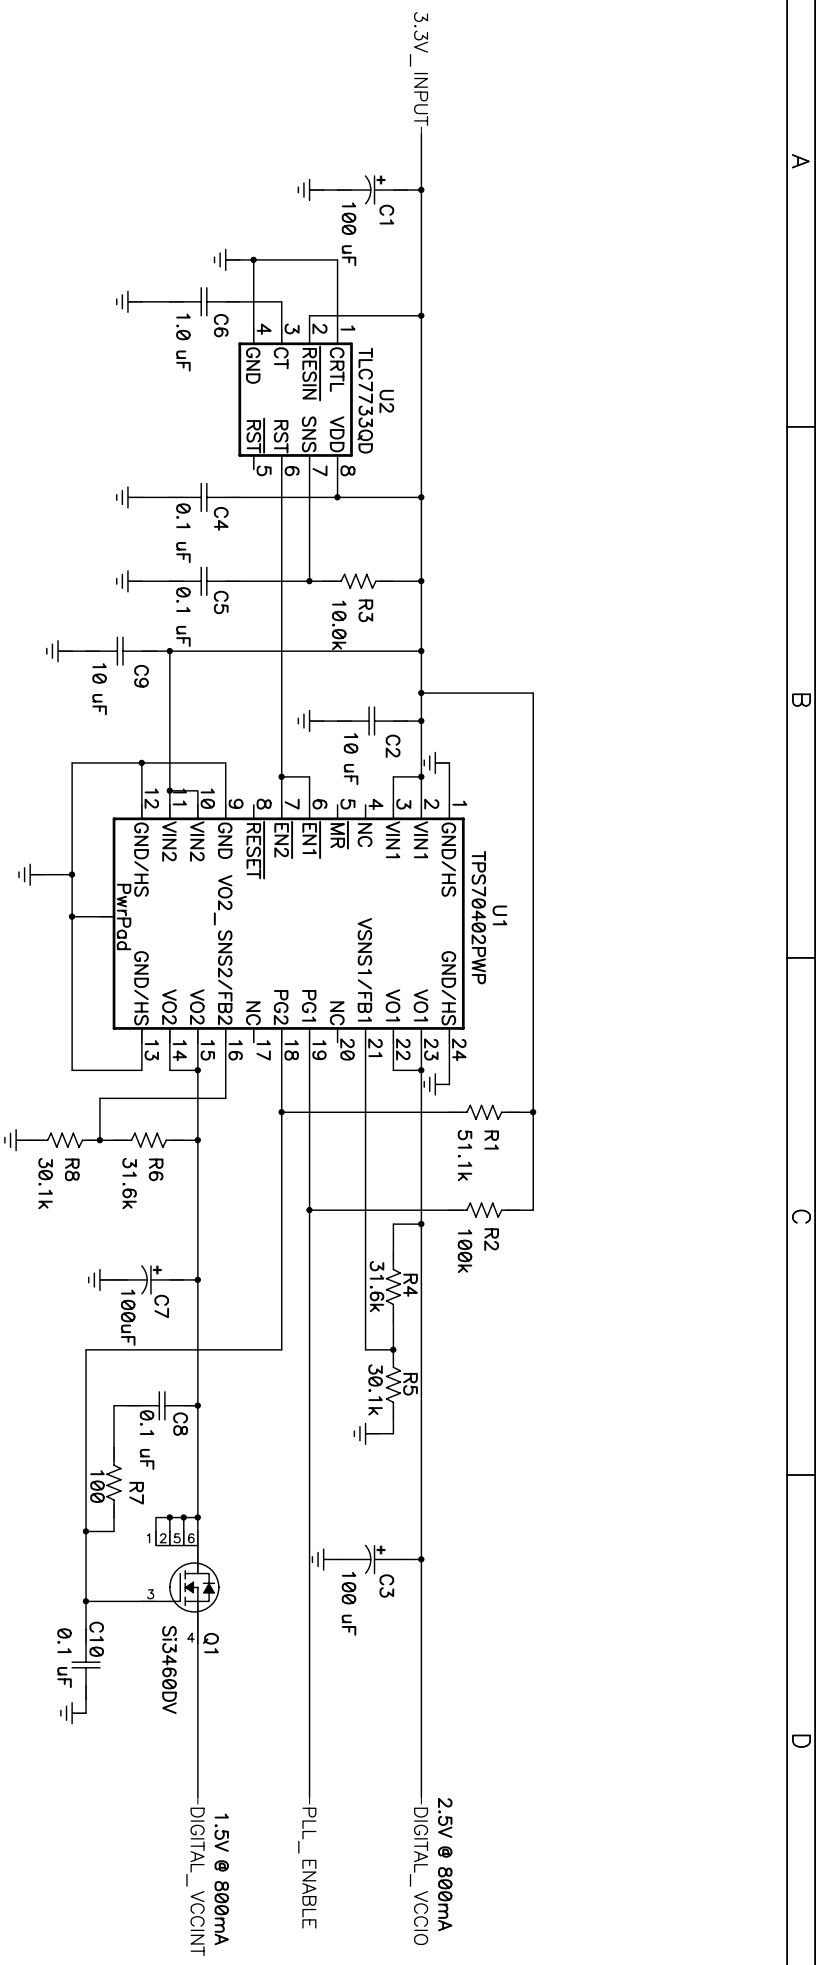 A
B
C
D
3.3V_INPUT
C1
100 uF
C6
1.0 uF
U2
TLC7733QD
1
2
3
4
CRTL
RESIN
CT
GND
VDD
SNS
RST
RST
8
7
6
5
C4
0.1 uF
C5
0.1 uF
R3
10.0k
C9
10 uF
C2
10 uF
U1
TPS70402PWP
1
2
3
4
5
6
7
8
9
10
11
12
GND/HS
VIN1
VIN1
NC
MR
EN1
EN2
RESET
GND
VIN2
VIN2
GND/HS
GND/HS
VO1
VO1
VSNS1/FB1
NC
PG1
PG2
NC
VO2_SNS2/FB2
VO2
VO2
GND/HS
PwrPad
24
23
22
21
20
19
18
17
16
15
14
13
R1
51.1k
R2
100k
R6
31.6k
R8
30.1k
R4
31.6k
R5
30.1k
C7
100uF
C8
0.1 uF
R7
100
C3
100 uF
1 2 5 6
3
4
Q1
Si3460DV
C10
0.1 uF
2.5V @ 800mA
DIGITAL_VCCIO
PLL_ENABLE
1.5V @ 800mA
DIGITAL_VCCINT